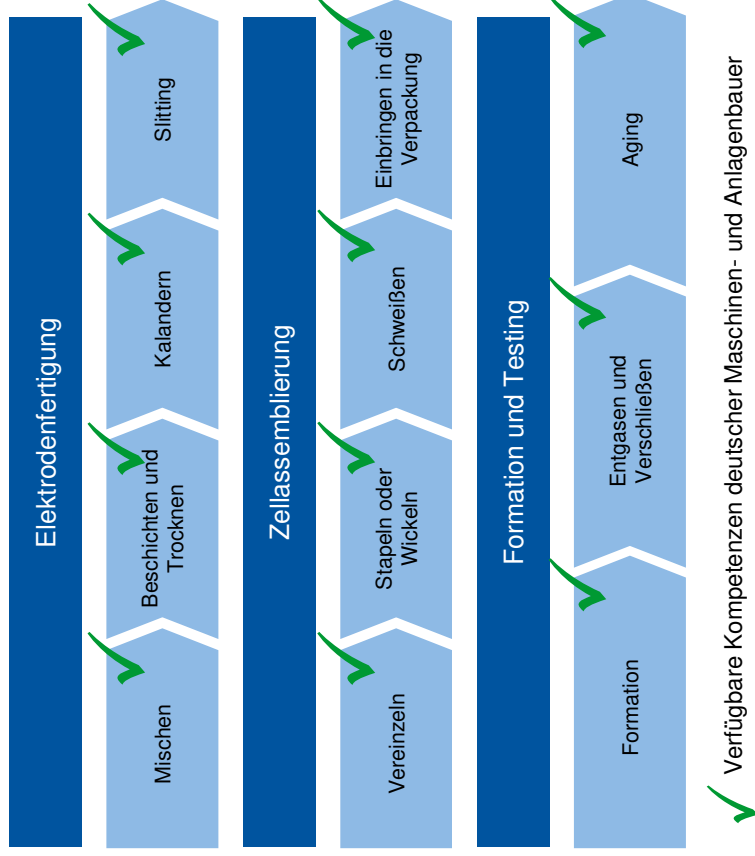 Elektrodenfertigung
Mischen
Beschichten und
Trocknen
Kalandern
Slitting
Zellassemblierung
Vereinzeln
Stapeln oder
Wickeln
Schweißen
Einbringen in die
Verpackung
Formation und Testing
Formation
Entgasen und
Verschließen
Aging
Verfügbare Kompetenzen deutscher Maschinen- und Anlagenbauer